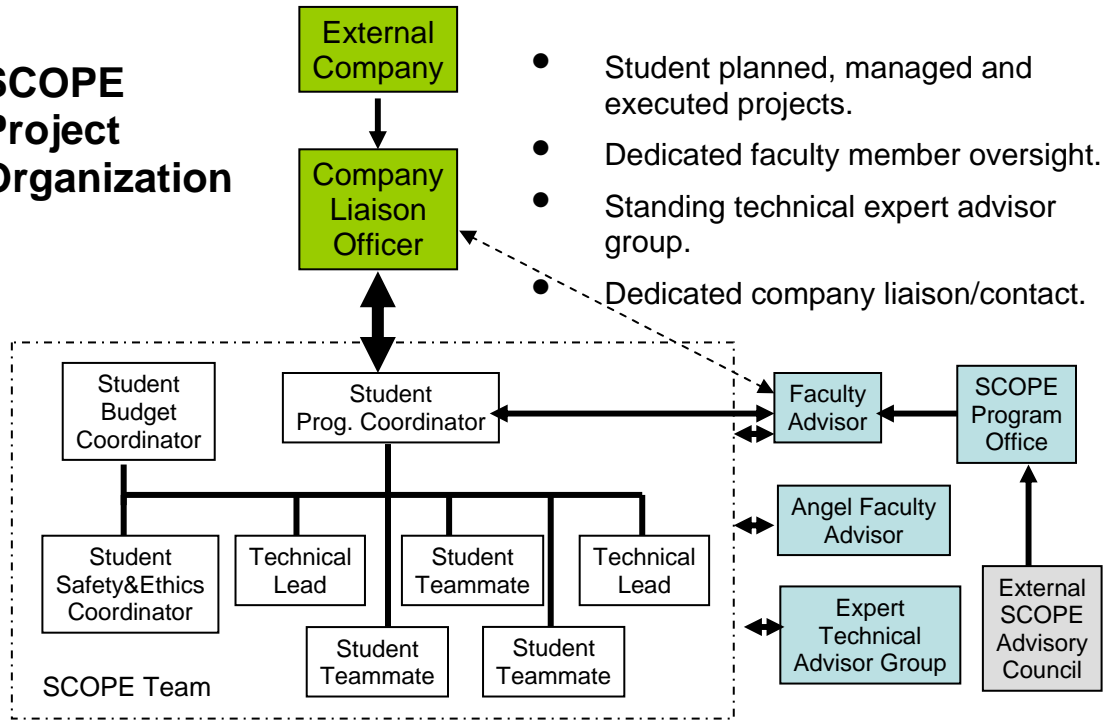 SCOPE
Project
Organization
External
Company
Company
Liaison
Officer
• Student planned, managed and
executed projects.
• Dedicated faculty member oversight.
• Standing technical expert advisor
group.
• Dedicated company liaison/contact.
Student
Budget
Coordinator
Student
Prog. Coordinator
Faculty
Advisor
SCOPE
Program
Office
Student
Safety&Ethics
Coordinator
Technical
Lead
Student
Teammate
Technical
Lead
Student
Teammate
Student
Teammate
SCOPE Team
Angel Faculty
Advisor
Expert
Technical
Advisor Group
External
SCOPE
Advisory
Council